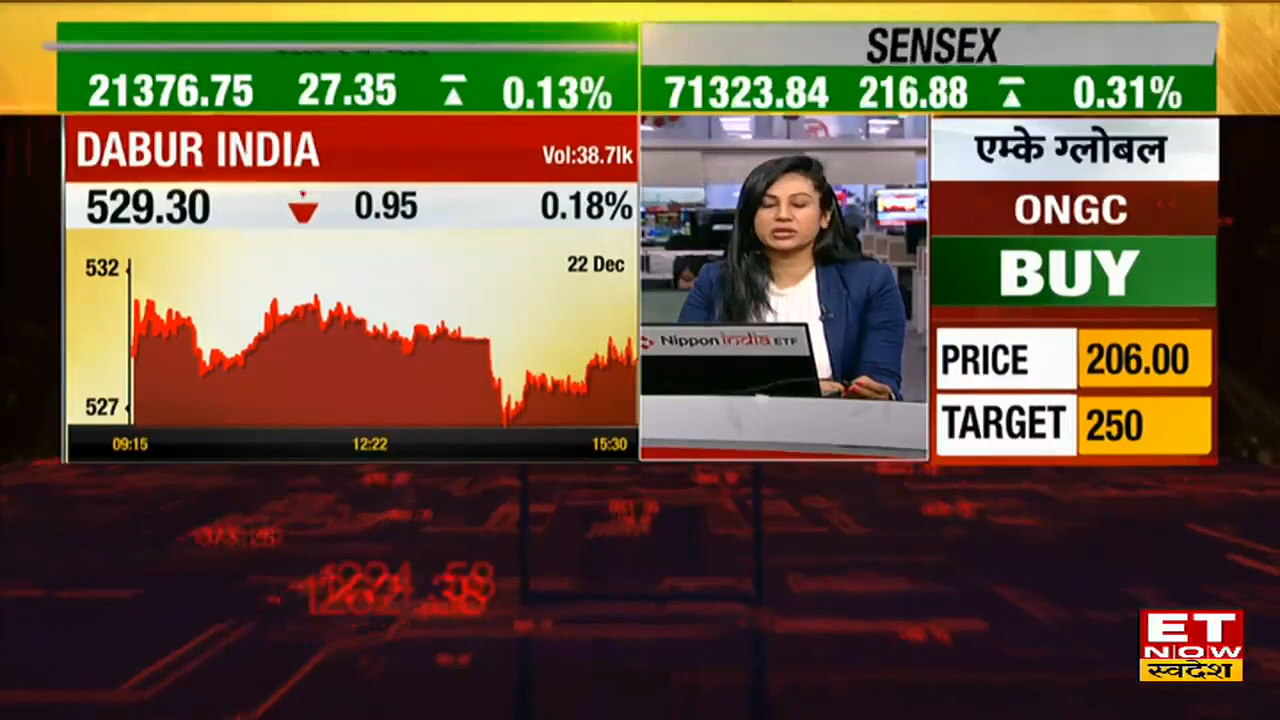 21376.75 27.35 0.13%
SENSEX
71323.84 216.88 0.31%
DABUR INDIA Vol:38.7lk
529.30 0.95 0.18%
532
22 Dec
527
09:15 12:22 15:30
Nippon india ETF
एम्के ग्लोबल
ONGC
BUY
PRICE 206.00
TARGET 250
ET
NOW
स्वदेश